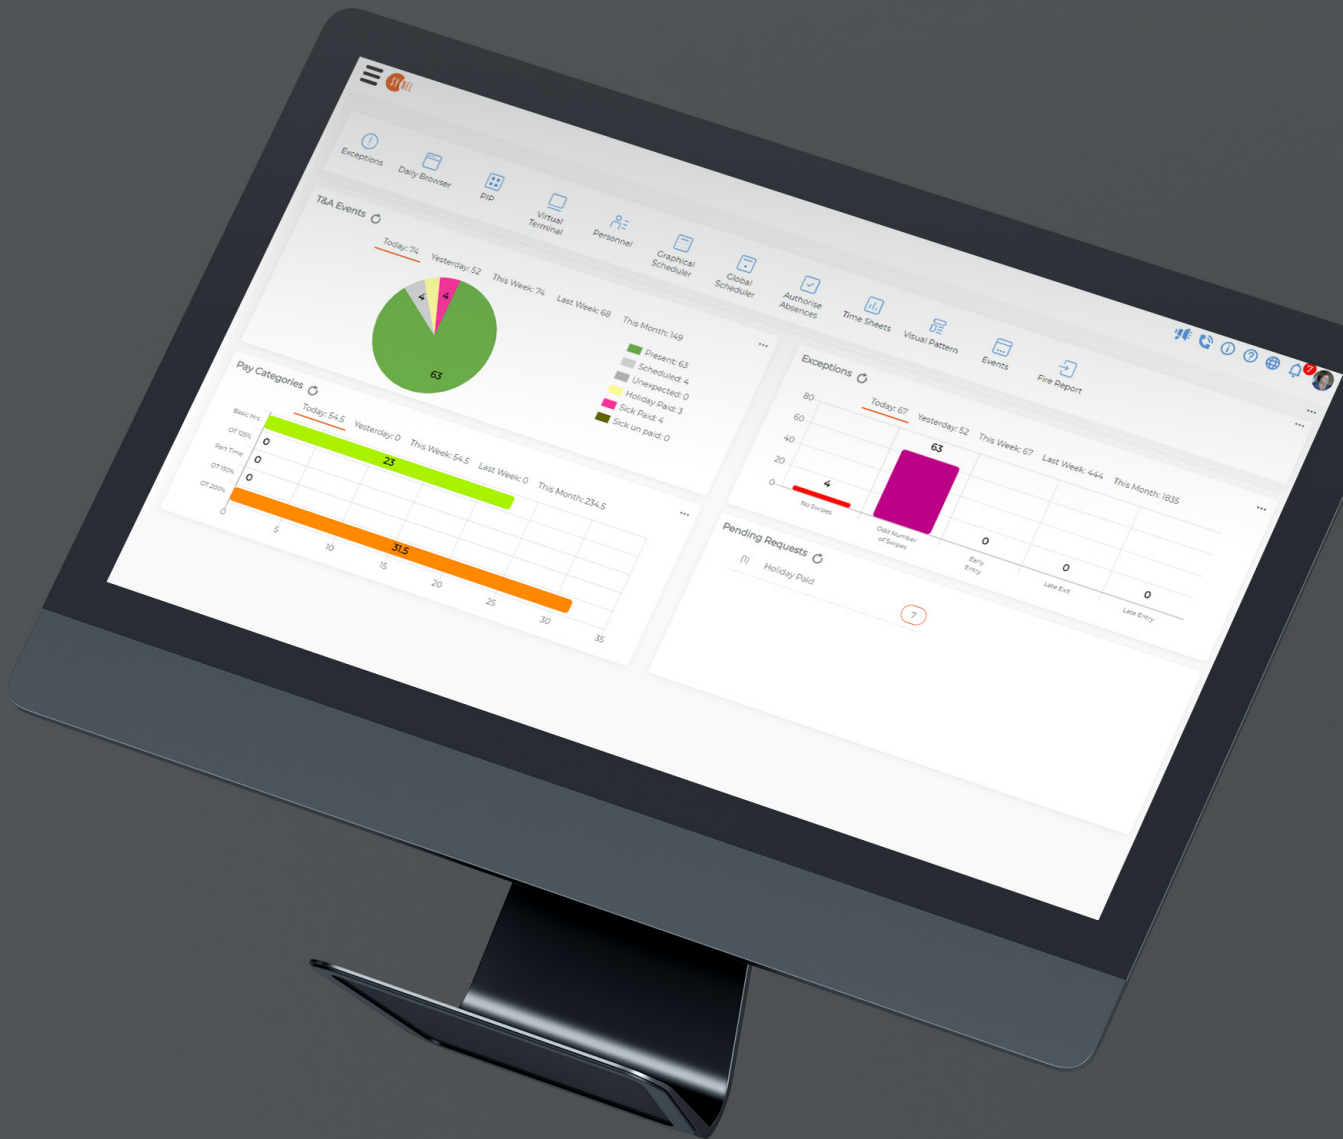 SYNEL
Exceptions
Daily Browser
PIP
Virtual
Terminal
Personnel
Graphical
Scheduler
Global
Scheduler
Authorise
Absences
Time Sheets
Visual Pattern
Events
Fire Report
7
T&A Events
Today: 74
Yesterday: 52
This Week: 74
Last Week: 68
This Month: 149
4
4
63
Present: 63
Scheduled: 4
Unexpected: 0
Holiday Paid: 3
Sick Paid: 4
Sick un paid: 0
Exceptions
Today: 67
Yesterday: 52
This Week: 67
Last Week: 444
This Month: 1835
80
60
40
20
0
4
63
0
0
0
No Swipes
Odd Number
of Swipes
Early
Entry
Late Exit
Late Entry
Pay Categories
Today: 54.5
Yesterday: 0
This Week: 54.5
Last Week: 0
This Month: 234.5
Basic Hrs
OT 125%
Part Time
OT 150%
OT 200%
23
0
0
0
31.5
0
5
10
15
20
25
30
35
Pending Requests
(1) Holiday Paid
7